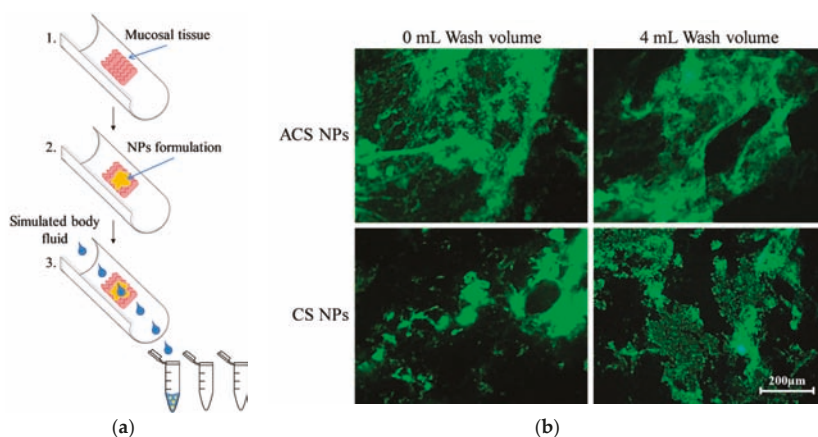 1.
Mucosal tissue
2.
NPs formulation
Simulated body
fluid
3.
(a)
0 mL Wash volume
4 mL Wash volume
ACS NPs
CS NPs
200μm
(b)